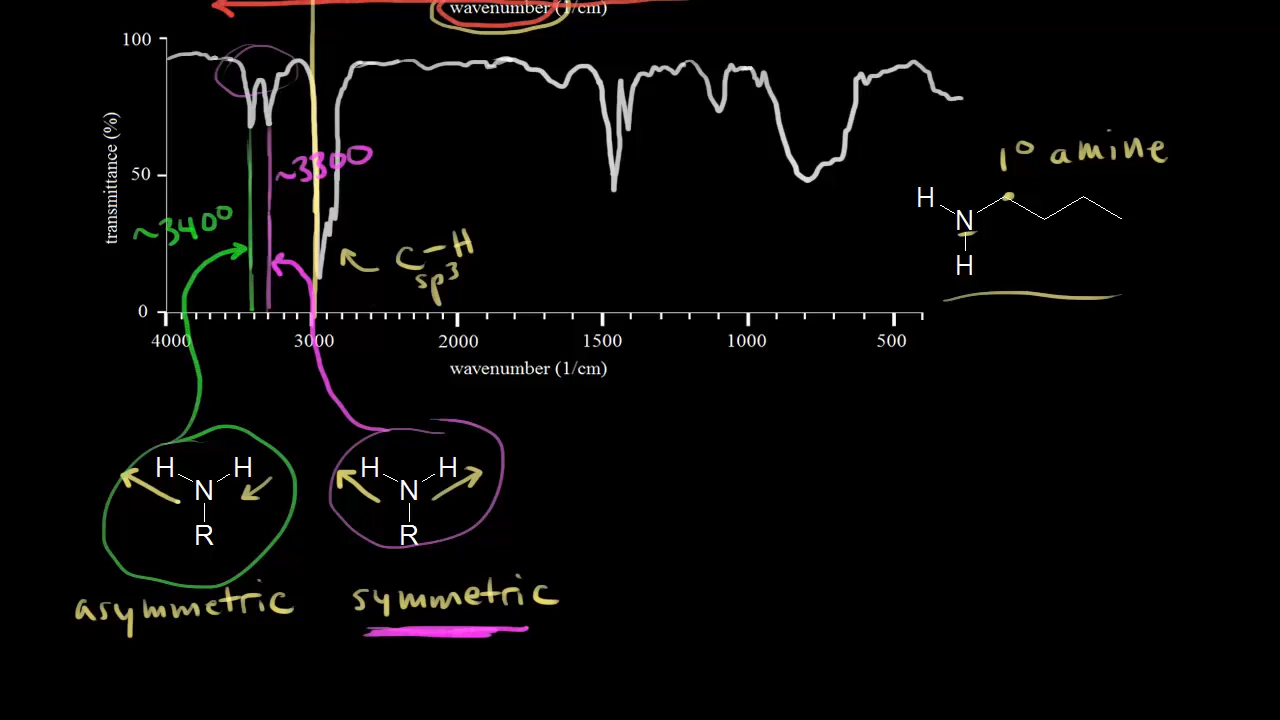 wavenumber (1/cm)
100
50
0
transmittance (%)
~3400
~3300
C-H
sp³
1° amine
H
N
H
4000 3000 2000 1500 1000 500
wavenumber (1/cm)
H H
N
R
H H
N
R
asymmetric
symmetric